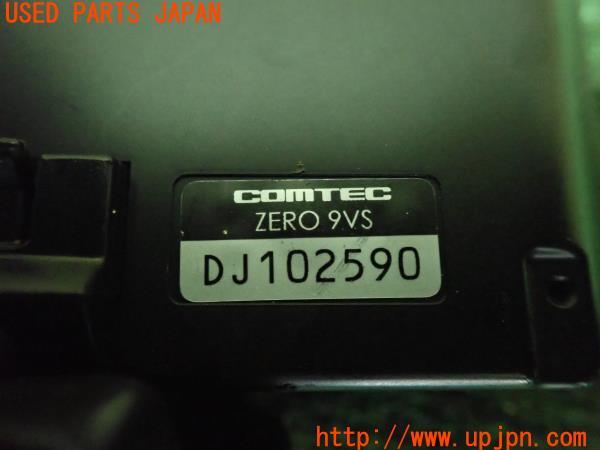 USED PARTS JAPAN
COMTEC
ZERO 9VS
DJ102590
http://www.upjpn.com/